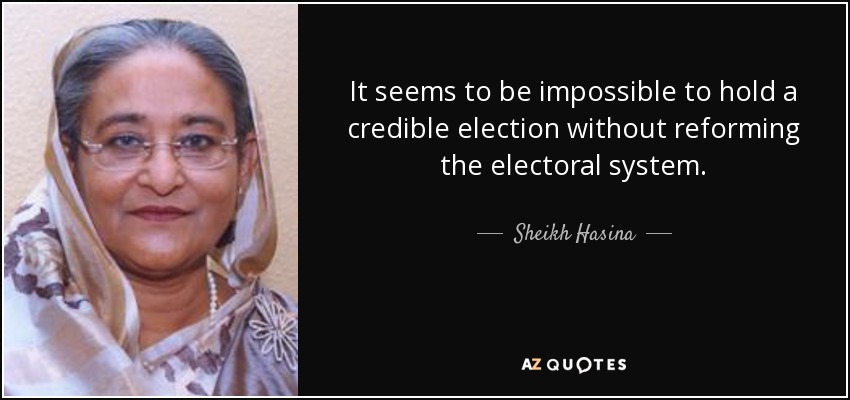 It seems to be impossible to hold a
credible election without reforming
the electoral system.
Sheikh Hasina
AZ QUOTES